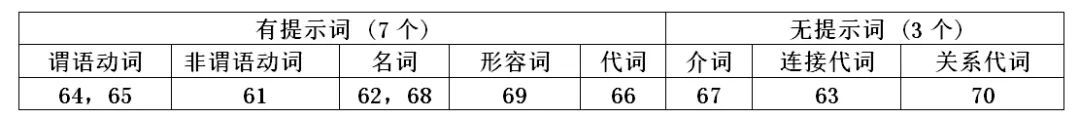 有提示词（7 个） 无提示词（3 个）
谓语动词 非谓语动词 名词 形容词 代词 介词 连接代词 关系代词
64，65 61 62，68 69 66 67 63 70